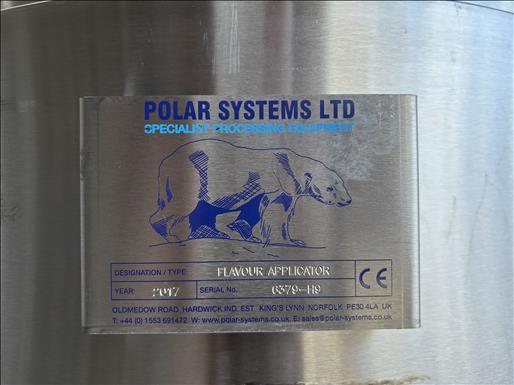 POLAR SYSTEMS LTD
SPECIALIST PROCESSING EQUIPMENT
DESIGNATION / TYPE: FLAVOUR APPLICATOR
YEAR: 2017 SERIAL No. 6379-H9
CE
OLDMEDOW ROAD HARDWICK IND. EST. KING'S LYNN NORFOLK PE30 4LA UK
T: +44 (0) 1553 691472 W: www.polar-systems.co.uk E: sales@polar-systems.co.uk